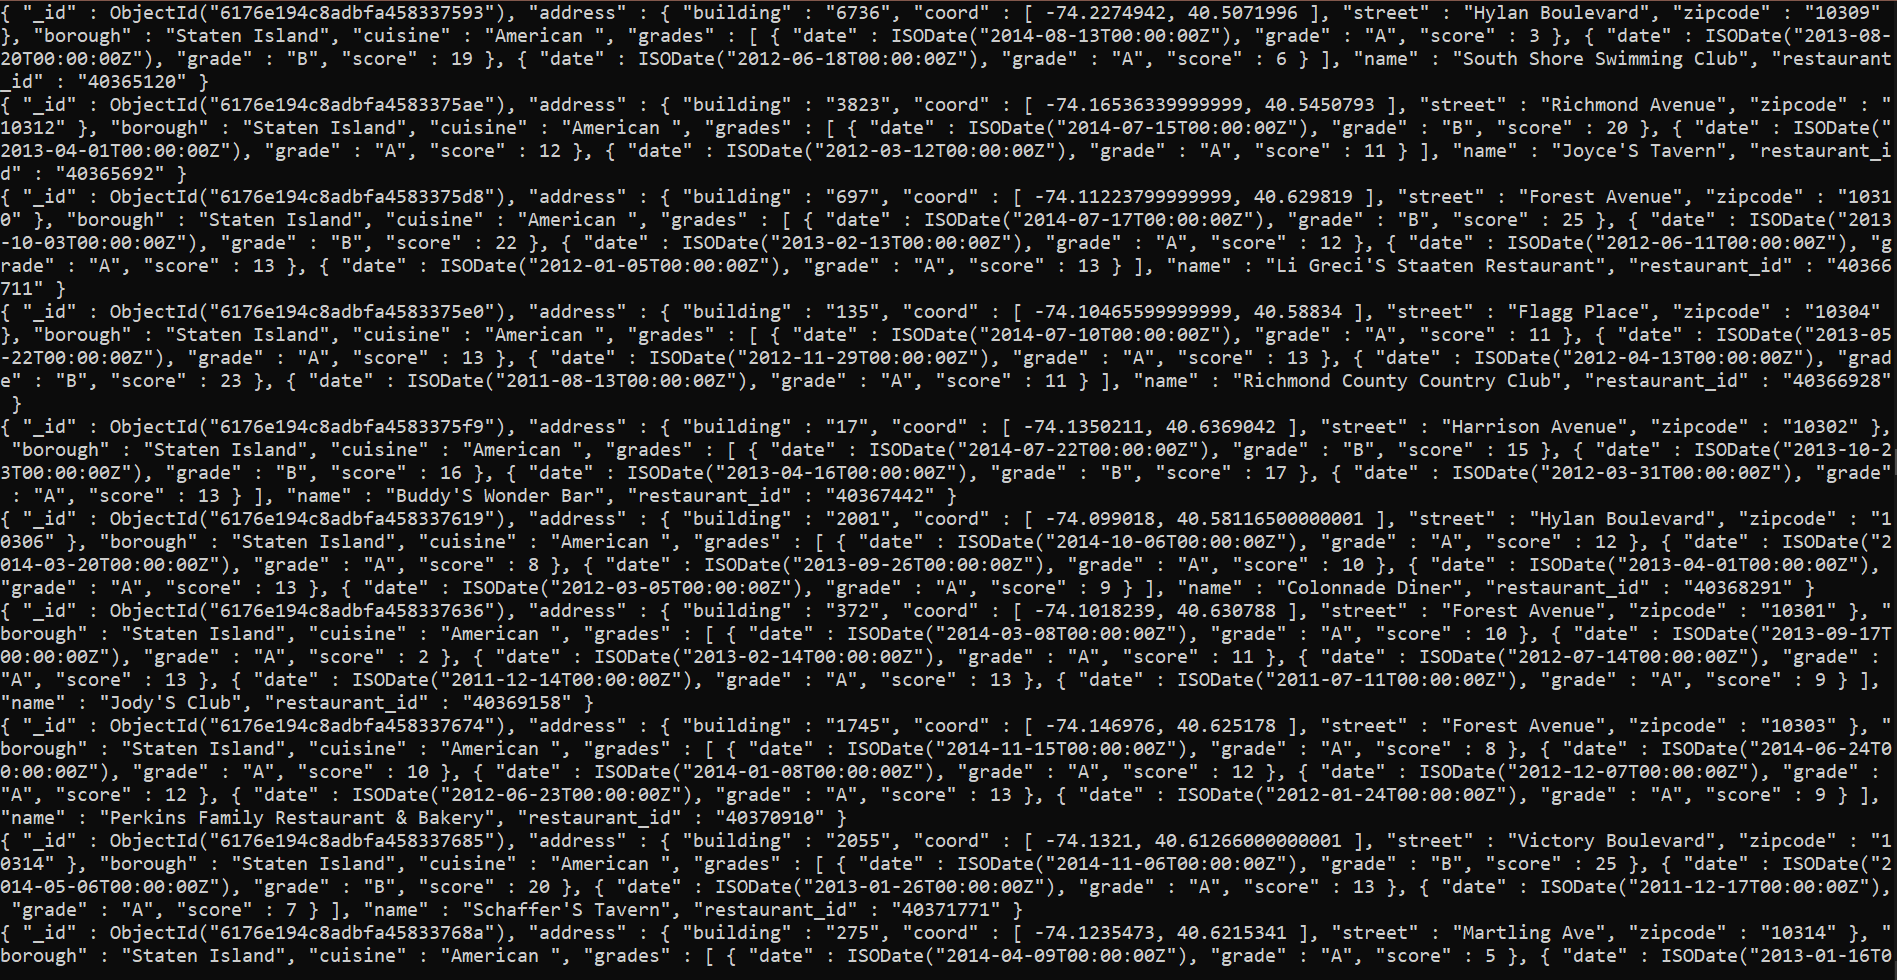 { "_id" : ObjectId("6176e194c8adbfa458337593"), "address" : { "building" : "6736", "coord" : [ -74.2274942, 40.5071996 ], "street" : "Hylan Boulevard", "zipcode" : "10309"
}, "borough" : "Staten Island", "cuisine" : "American ", "grades" : [ { "date" : ISODate("2014-08-13T00:00:00Z"), "grade" : "A", "score" : 3 }, { "date" : ISODate("2013-08-
20T00:00:00Z"), "grade" : "B", "score" : 19 }, { "date" : ISODate("2012-06-18T00:00:00Z"), "grade" : "A", "score" : 6 } ], "name" : "South Shore Swimming Club", "restaurant
_id" : "40365120" }
{ "_id" : ObjectId("6176e194c8adbfa4583375ae"), "address" : { "building" : "3823", "coord" : [ -74.16536339999999, 40.5450793 ], "street" : "Richmond Avenue", "zipcode" : "
10312" }, "borough" : "Staten Island", "cuisine" : "American ", "grades" : [ { "date" : ISODate("2014-07-15T00:00:00Z"), "grade" : "B", "score" : 20 }, { "date" : ISODate("
2013-04-01T00:00:00Z"), "grade" : "A", "score" : 12 }, { "date" : ISODate("2012-03-12T00:00:00Z"), "grade" : "A", "score" : 11 } ], "name" : "Joyce'S Tavern", "restaurant_i
d" : "40365692" }
{ "_id" : ObjectId("6176e194c8adbfa4583375d8"), "address" : { "building" : "697", "coord" : [ -74.11223799999999, 40.629819 ], "street" : "Forest Avenue", "zipcode" : "1031
0" }, "borough" : "Staten Island", "cuisine" : "American ", "grades" : [ { "date" : ISODate("2014-07-17T00:00:00Z"), "grade" : "B", "score" : 25 }, { "date" : ISODate("2013
-10-03T00:00:00Z"), "grade" : "B", "score" : 22 }, { "date" : ISODate("2013-02-13T00:00:00Z"), "grade" : "A", "score" : 12 }, { "date" : ISODate("2012-06-11T00:00:00Z"), "g
rade" : "A", "score" : 13 }, { "date" : ISODate("2012-01-05T00:00:00Z"), "grade" : "A", "score" : 13 } ], "name" : "Li Greci'S Staaten Restaurant", "restaurant_id" : "40366
711" }
{ "_id" : ObjectId("6176e194c8adbfa4583375e0"), "address" : { "building" : "135", "coord" : [ -74.10465599999999, 40.58834 ], "street" : "Flagg Place", "zipcode" : "10304"
}, "borough" : "Staten Island", "cuisine" : "American ", "grades" : [ { "date" : ISODate("2014-07-10T00:00:00Z"), "grade" : "A", "score" : 11 }, { "date" : ISODate("2013-05
-22T00:00:00Z"), "grade" : "A", "score" : 13 }, { "date" : ISODate("2012-11-29T00:00:00Z"), "grade" : "A", "score" : 13 }, { "date" : ISODate("2012-04-13T00:00:00Z"), "grad
e" : "B", "score" : 23 }, { "date" : ISODate("2011-08-13T00:00:00Z"), "grade" : "A", "score" : 11 } ], "name" : "Richmond County Country Club", "restaurant_id" : "40366928"
 }
{ "_id" : ObjectId("6176e194c8adbfa4583375f9"), "address" : { "building" : "17", "coord" : [ -74.1350211, 40.6369042 ], "street" : "Harrison Avenue", "zipcode" : "10302" },
 "borough" : "Staten Island", "cuisine" : "American ", "grades" : [ { "date" : ISODate("2014-07-22T00:00:00Z"), "grade" : "B", "score" : 15 }, { "date" : ISODate("2013-10-2
3T00:00:00Z"), "grade" : "B", "score" : 16 }, { "date" : ISODate("2013-04-16T00:00:00Z"), "grade" : "B", "score" : 17 }, { "date" : ISODate("2012-03-31T00:00:00Z"), "grade"
 : "A", "score" : 13 } ], "name" : "Buddy'S Wonder Bar", "restaurant_id" : "40367442" }
{ "_id" : ObjectId("6176e194c8adbfa458337619"), "address" : { "building" : "2001", "coord" : [ -74.099018, 40.58116500000001 ], "street" : "Hylan Boulevard", "zipcode" : "1
0306" }, "borough" : "Staten Island", "cuisine" : "American ", "grades" : [ { "date" : ISODate("2014-10-06T00:00:00Z"), "grade" : "A", "score" : 12 }, { "date" : ISODate("2
014-03-20T00:00:00Z"), "grade" : "A", "score" : 8 }, { "date" : ISODate("2013-09-26T00:00:00Z"), "grade" : "A", "score" : 10 }, { "date" : ISODate("2013-04-01T00:00:00Z"),
"grade" : "A", "score" : 13 }, { "date" : ISODate("2012-03-05T00:00:00Z"), "grade" : "A", "score" : 9 } ], "name" : "Colonnade Diner", "restaurant_id" : "40368291" }
{ "_id" : ObjectId("6176e194c8adbfa458337636"), "address" : { "building" : "372", "coord" : [ -74.1018239, 40.630788 ], "street" : "Forest Avenue", "zipcode" : "10301" }, "
borough" : "Staten Island", "cuisine" : "American ", "grades" : [ { "date" : ISODate("2014-03-08T00:00:00Z"), "grade" : "A", "score" : 10 }, { "date" : ISODate("2013-09-17T
00:00:00Z"), "grade" : "A", "score" : 2 }, { "date" : ISODate("2013-02-14T00:00:00Z"), "grade" : "A", "score" : 11 }, { "date" : ISODate("2012-07-14T00:00:00Z"), "grade" :
"A", "score" : 13 }, { "date" : ISODate("2011-12-14T00:00:00Z"), "grade" : "A", "score" : 13 }, { "date" : ISODate("2011-07-11T00:00:00Z"), "grade" : "A", "score" : 9 } ],
"name" : "Jody'S Club", "restaurant_id" : "40369158" }
{ "_id" : ObjectId("6176e194c8adbfa458337674"), "address" : { "building" : "1745", "coord" : [ -74.146976, 40.625178 ], "street" : "Forest Avenue", "zipcode" : "10303" }, "
borough" : "Staten Island", "cuisine" : "American ", "grades" : [ { "date" : ISODate("2014-11-15T00:00:00Z"), "grade" : "A", "score" : 8 }, { "date" : ISODate("2014-06-24T0
0:00:00Z"), "grade" : "A", "score" : 10 }, { "date" : ISODate("2014-01-08T00:00:00Z"), "grade" : "A", "score" : 12 }, { "date" : ISODate("2012-12-07T00:00:00Z"), "grade" :
"A", "score" : 12 }, { "date" : ISODate("2012-06-23T00:00:00Z"), "grade" : "A", "score" : 13 }, { "date" : ISODate("2012-01-24T00:00:00Z"), "grade" : "A", "score" : 9 } ],
"name" : "Perkins Family Restaurant & Bakery", "restaurant_id" : "40370910" }
{ "_id" : ObjectId("6176e194c8adbfa458337685"), "address" : { "building" : "2055", "coord" : [ -74.1321, 40.61266000000001 ], "street" : "Victory Boulevard", "zipcode" : "1
0314" }, "borough" : "Staten Island", "cuisine" : "American ", "grades" : [ { "date" : ISODate("2014-11-06T00:00:00Z"), "grade" : "B", "score" : 25 }, { "date" : ISODate("2
014-05-06T00:00:00Z"), "grade" : "B", "score" : 20 }, { "date" : ISODate("2013-01-26T00:00:00Z"), "grade" : "A", "score" : 13 }, { "date" : ISODate("2011-12-17T00:00:00Z"),
 "grade" : "A", "score" : 7 } ], "name" : "Schaffer'S Tavern", "restaurant_id" : "40371771" }
{ "_id" : ObjectId("6176e194c8adbfa45833768a"), "address" : { "building" : "275", "coord" : [ -74.1235473, 40.6215341 ], "street" : "Martling Ave", "zipcode" : "10314" }, "
borough" : "Staten Island", "cuisine" : "American ", "grades" : [ { "date" : ISODate("2014-04-09T00:00:00Z"), "grade" : "A", "score" : 5 }, { "date" : ISODate("2013-01-16T0